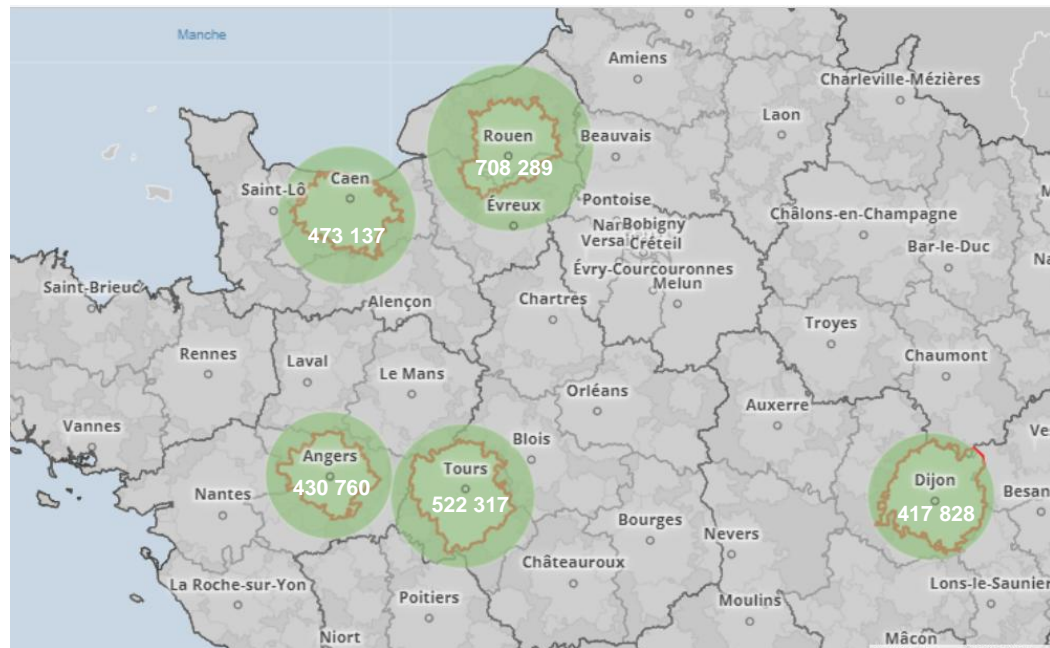 Manche
Amiens
Charleville-Mézières
Laon
Rouen
Beauvais
708 289
Caen
Saint-Lô
Pontoise
Évreux
Châlons-en-Champagne
Bobigny
473 137
Créteil
Bar-le-Duc
Évry-Courcouronnes
Melun
Saint-Brieuc
Alençon
Chartres
Troyes
Rennes
Laval
Chaumont
Le Mans
Orléans
Auxerre
Vannes
Blois
Angers
Tours
430 760
Dijon
Nantes
522 317
417 828
Bourges
Nevers
Châteauroux
La Roche-sur-Yon
Poitiers
Lons-le-Saunier
Moulins
Niort
Mâcon